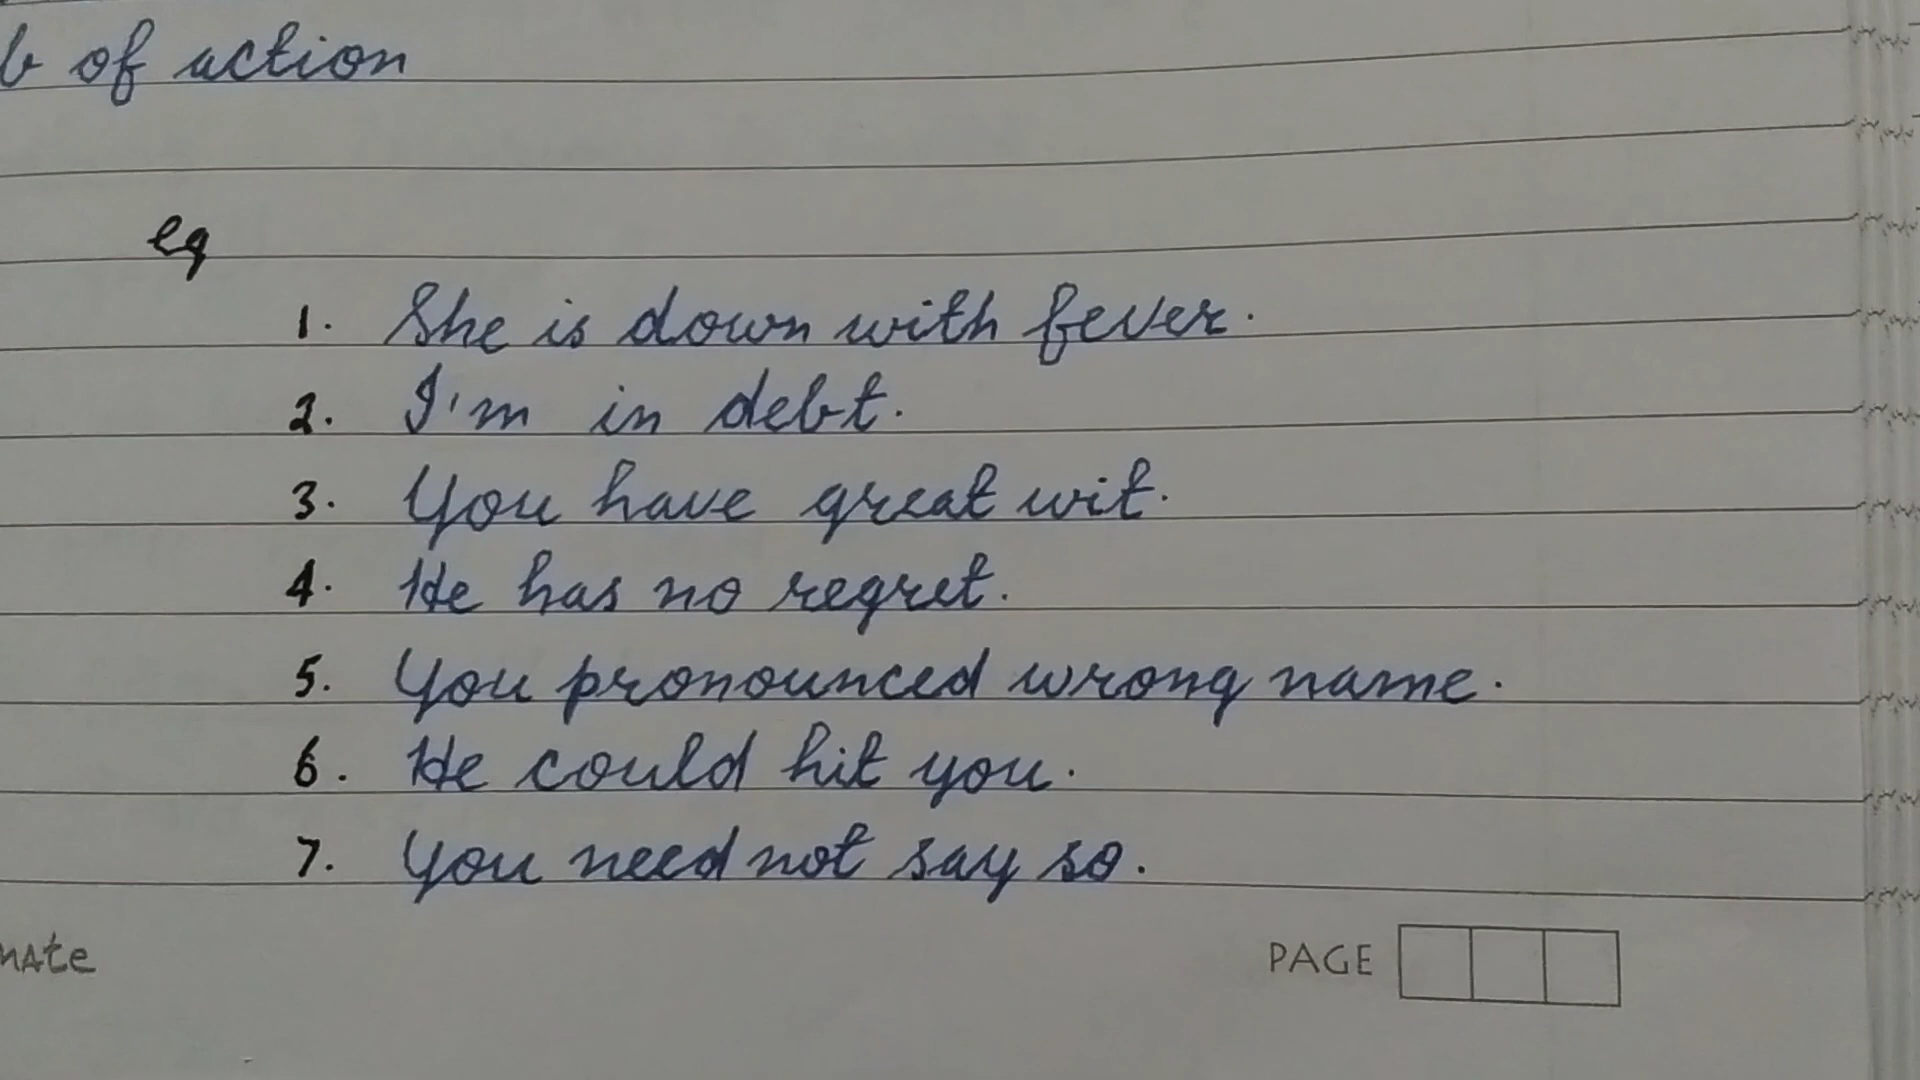 of action
eg
1. She is down with fever.
2. I'm in debt.
3. You have great wit.
4. He has no regret.
5. You pronounced wrong name.
6. He could hit you.
7. You need not say so.
PAGE